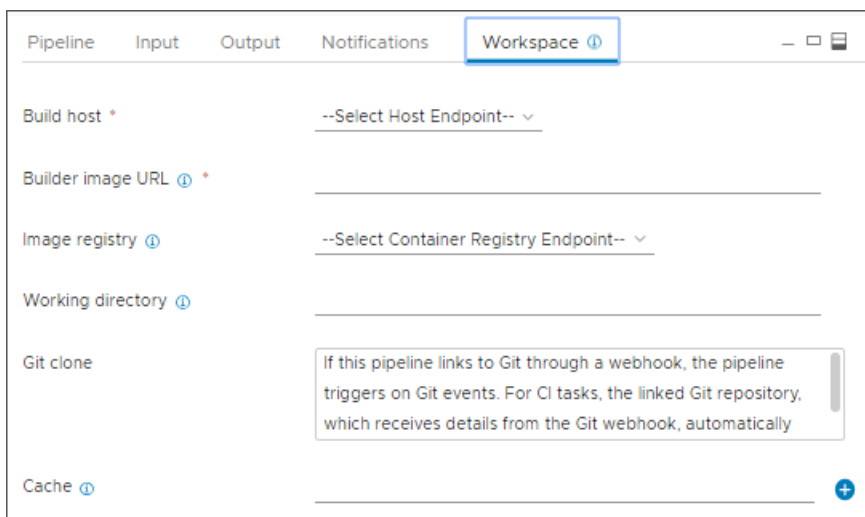 Pipeline Input Output Notifications Workspace
Build host *
--Select Host Endpoint--
Builder image URL *
Image registry
--Select Container Registry Endpoint--
Working directory
Git clone
If this pipeline links to Git through a webhook, the pipeline
triggers on Git events. For CI tasks, the linked Git repository,
which receives details from the Git webhook, automatically
Cache